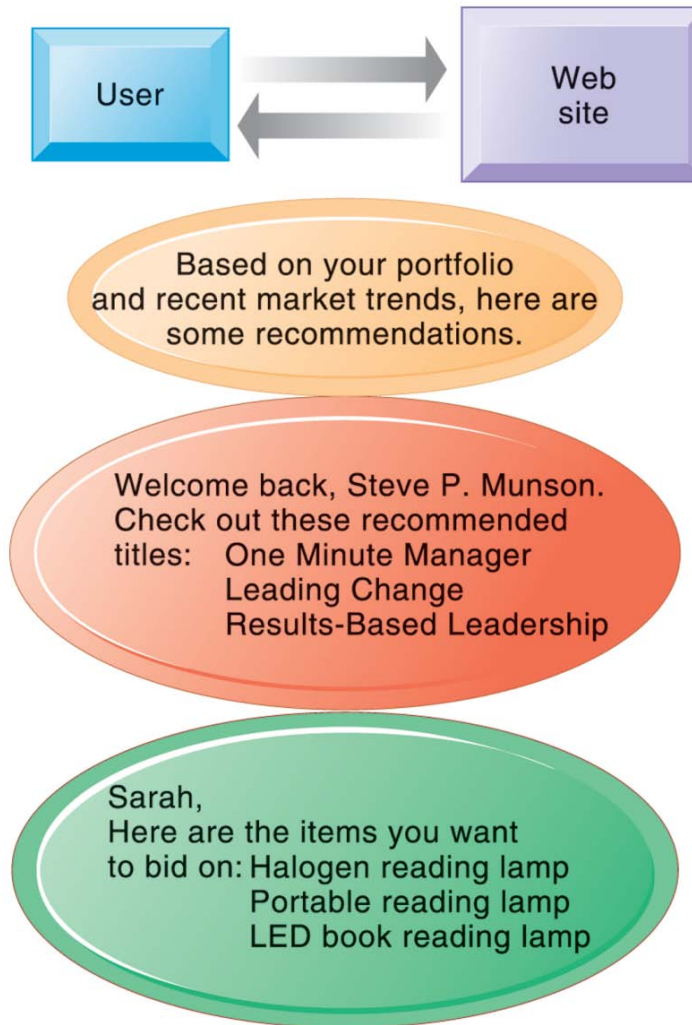 User
Web
site
Based on your portfolio
and recent market trends, here are
some recommendations.
Welcome back, Steve P. Munson.
Check out these recommended
titles: One Minute Manager
Leading Change
Results-Based Leadership
Sarah,
Here are the items you want
to bid on: Halogen reading lamp
Portable reading lamp
LED book reading lamp